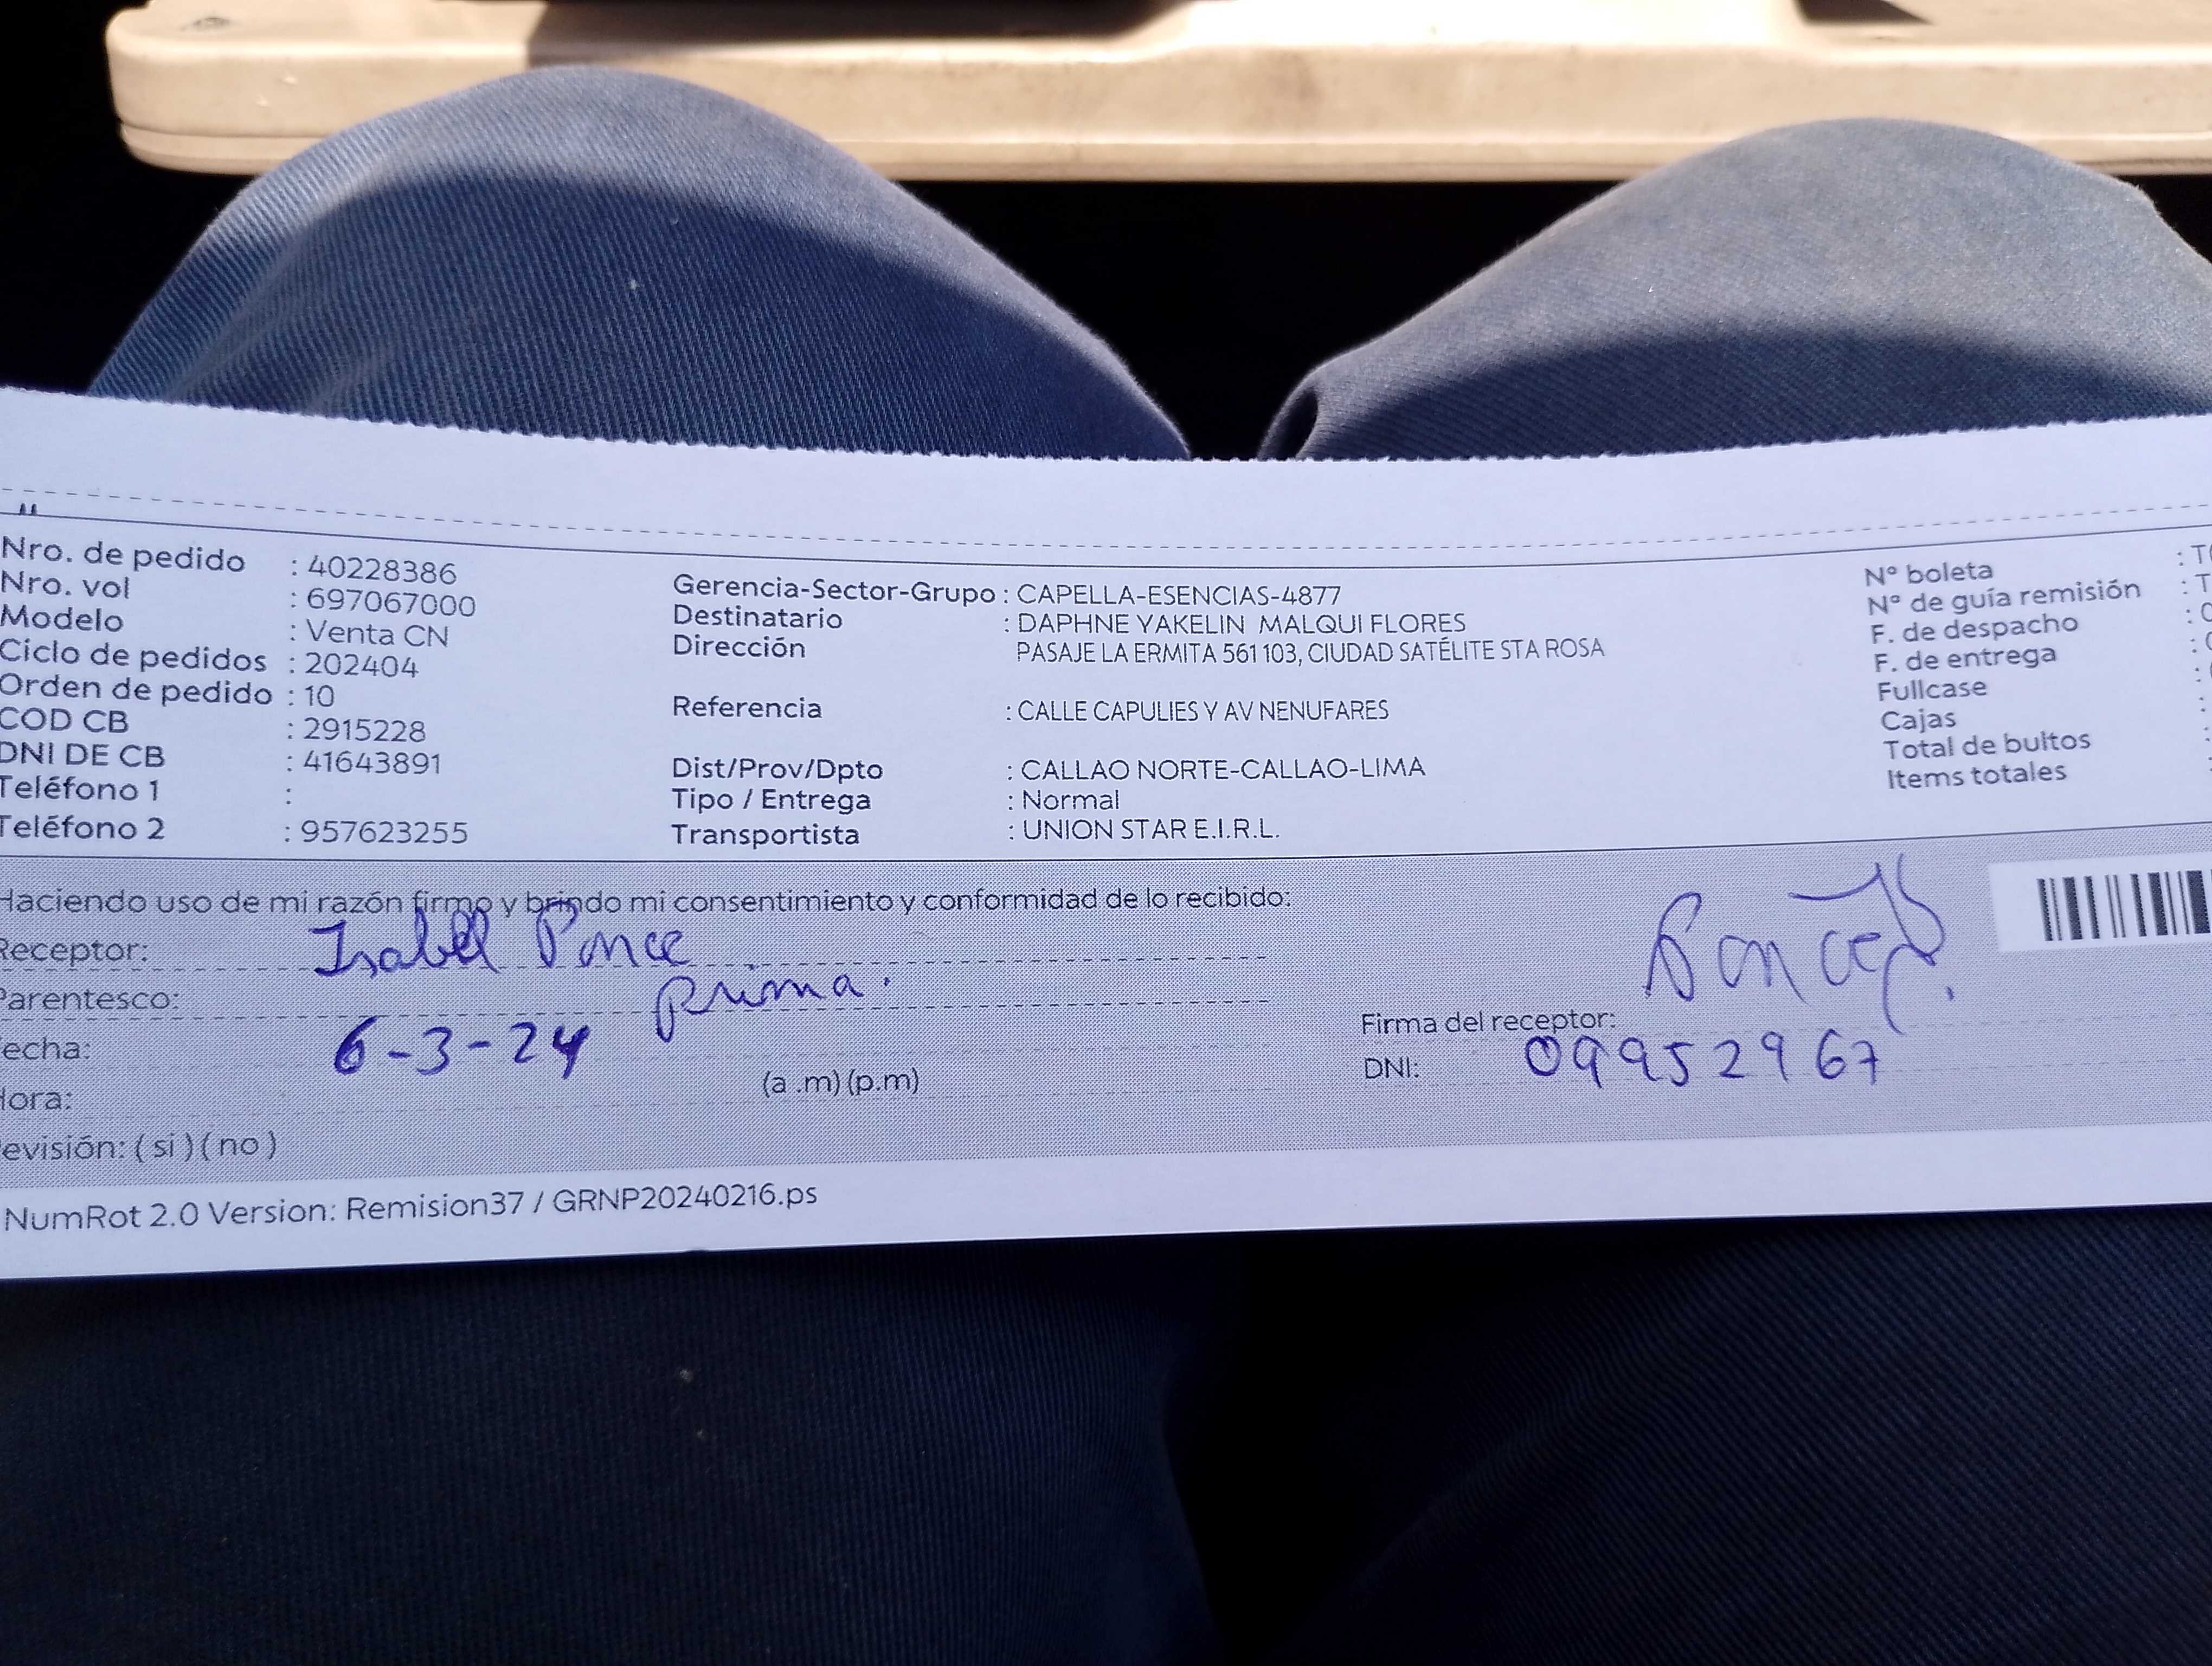 Nro. de pedido : 40228386
Nro. vol : 697067000
Modelo : Venta CN
Ciclo de pedidos : 202404
Orden de pedido : 10
COD CB : 2915228
DNI DE CB : 41643891
Teléfono 1 :
Teléfono 2 : 957623255
Gerencia-Sector-Grupo : CAPELLA-ESENCIAS-4877
Destinatario : DAPHNE YAKELIN MALQUI FLORES
Dirección PASAJE LA ERMITA 561 103, CIUDAD SATÉLITE STA ROSA
Referencia : CALLE CAPULIES Y AV NENUFARES
Dist/Prov/Dpto : CALLAO NORTE-CALLAO-LIMA
Tipo / Entrega : Normal
Transportista : UNION STAR E.I.R.L.
Nº boleta : T
Nº de guía remisión : T
F. de despacho :
F. de entrega :
Fullcase :
Cajas :
Total de bultos :
Items totales :
Haciendo uso de mi razón firmo y brindo mi consentimiento y conformidad de lo recibido:
Receptor: Isabel Ponce
Parentesco: prima.
echa: 6-3-24
Hora: (a .m) (p.m)
evisión: ( si ) ( no )
Ponce
Firma del receptor:
DNI: 09952967
NumRot 2.0 Version: Remision37 / GRNP20240216.ps